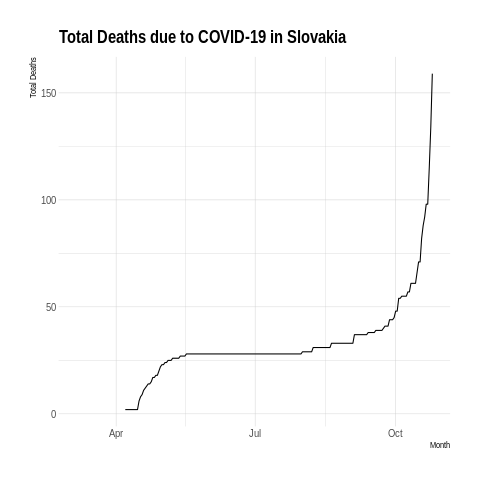 Total Deaths due to COVID-19 in Slovakia
Total Deaths
150
100
50
0
Apr
Jul
Oct
Month